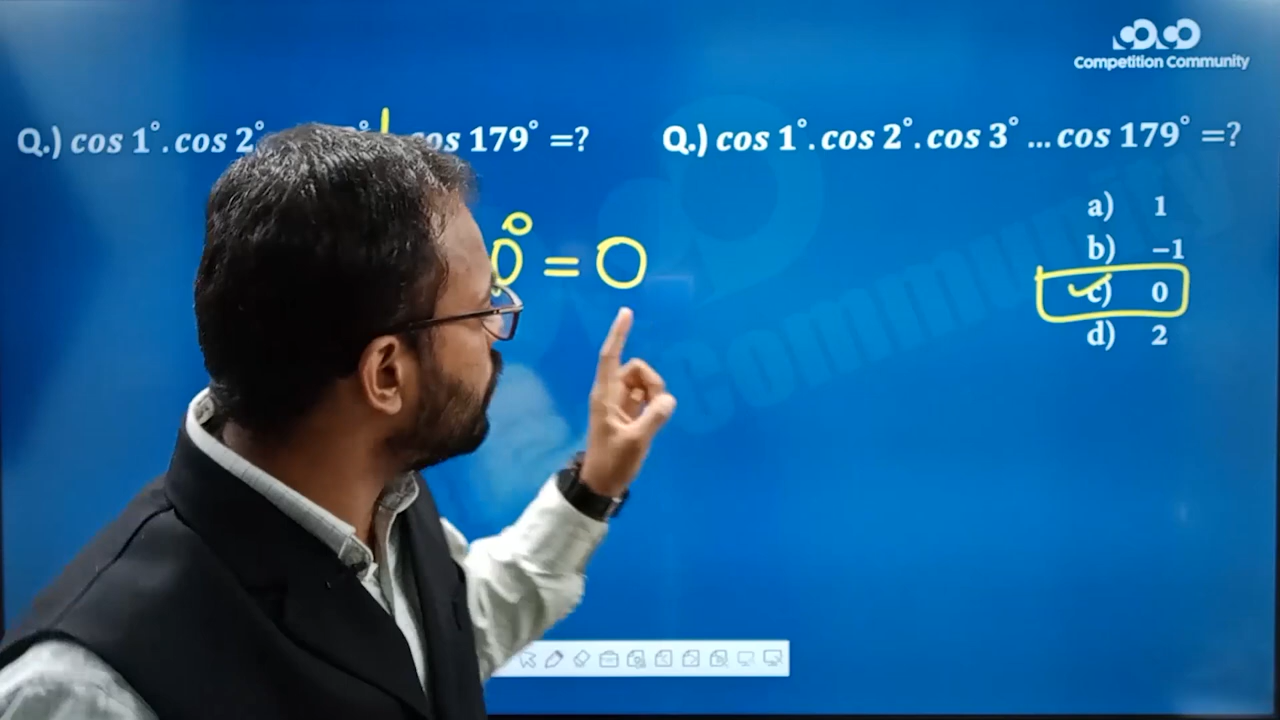 Competition Community
Q.) cos 1°. cos 2° cos 179° =?
0° = 0
Q.) cos 1°. cos 2°. cos 3° ... cos 179° =?
a) 1
b) −1
c) 0
d) 2
community